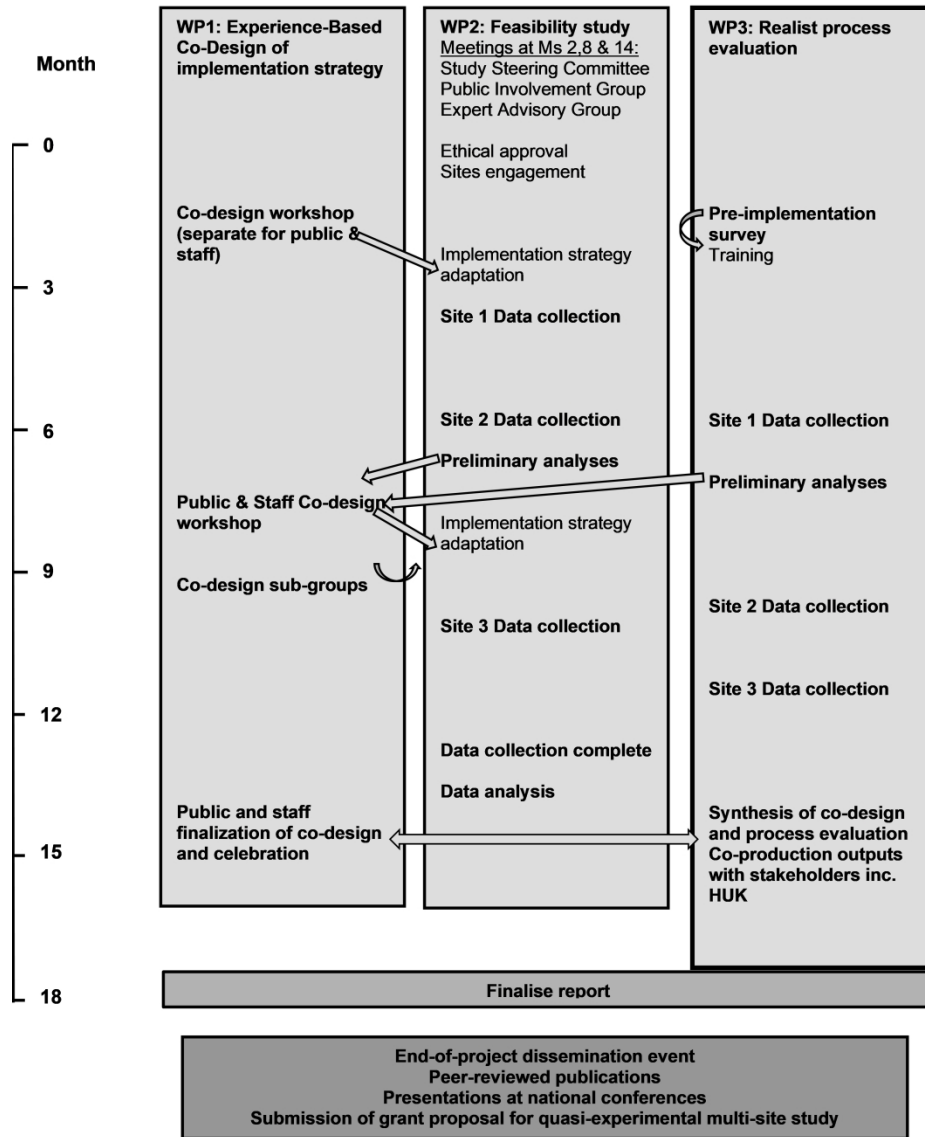 Month
0
3
6
9
12
15
18
WP1: Experience-Based
Co-Design of
implementation strategy
Co-design workshop
(separate for public &
staff)
Public & Staff Co-design
workshop
Co-design sub-groups
Public and staff
finalization of co-design
and celebration
WP2: Feasibility study
Meetings at Ms 2,8 & 14:
Study Steering Committee
Public Involvement Group
Expert Advisory Group
Ethical approval
Sites engagement
Implementation strategy
adaptation
Site 1 Data collection
Site 2 Data collection
Preliminary analyses
Implementation strategy
adaptation
Site 3 Data collection
Data collection complete
Data analysis
WP3: Realist process
evaluation
Pre-implementation
survey
Training
Site 1 Data collection
Preliminary analyses
Site 2 Data collection
Site 3 Data collection
Synthesis of co-design
and process evaluation
Co-production outputs
with stakeholders inc.
HUK
Finalise report
End-of-project dissemination event
Peer-reviewed publications
Presentations at national conferences
Submission of grant proposal for quasi-experimental multi-site study